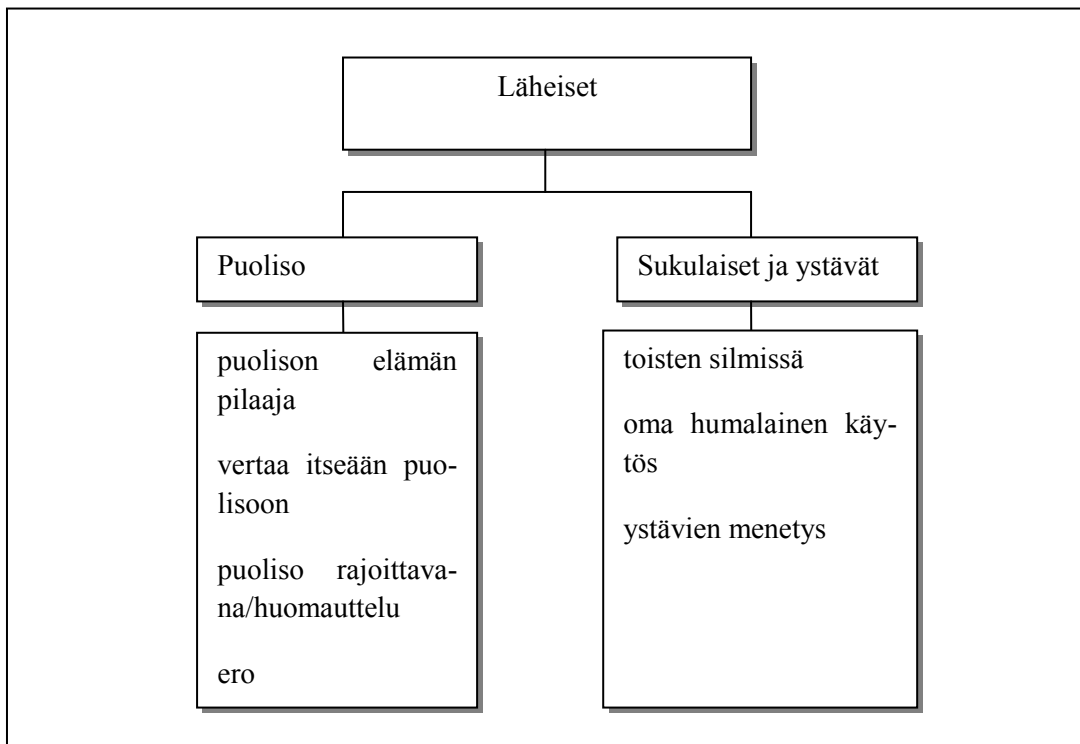 Läheiset
Puoliso
puolison elämän
pilaaja
vertaa itseään puo-
lisoon
puoliso rajoittava-
na/huomauttelu
ero
Sukulaiset ja ystävät
toisten silmissä
oma humalainen käy-
tös
ystävien menetys